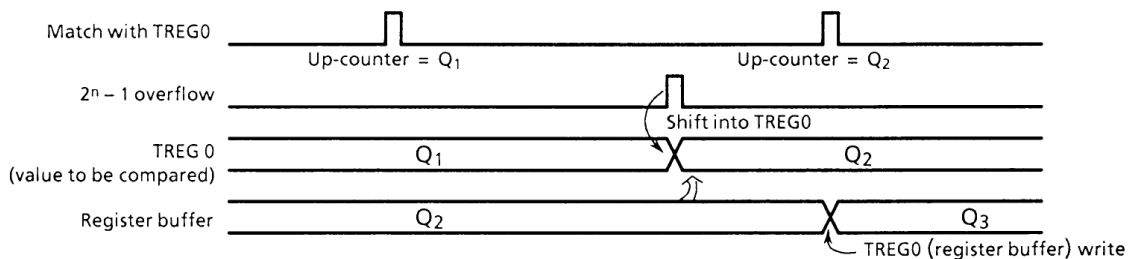 Match with TREG0
Up-counter = Q₁
Up-counter = Q₂
2ⁿ – 1 overflow
Shift into TREG0
TREG 0
(value to be compared)
Q₁
Q₂
Register buffer
Q₂
Q₃
TREG0 (register buffer) write